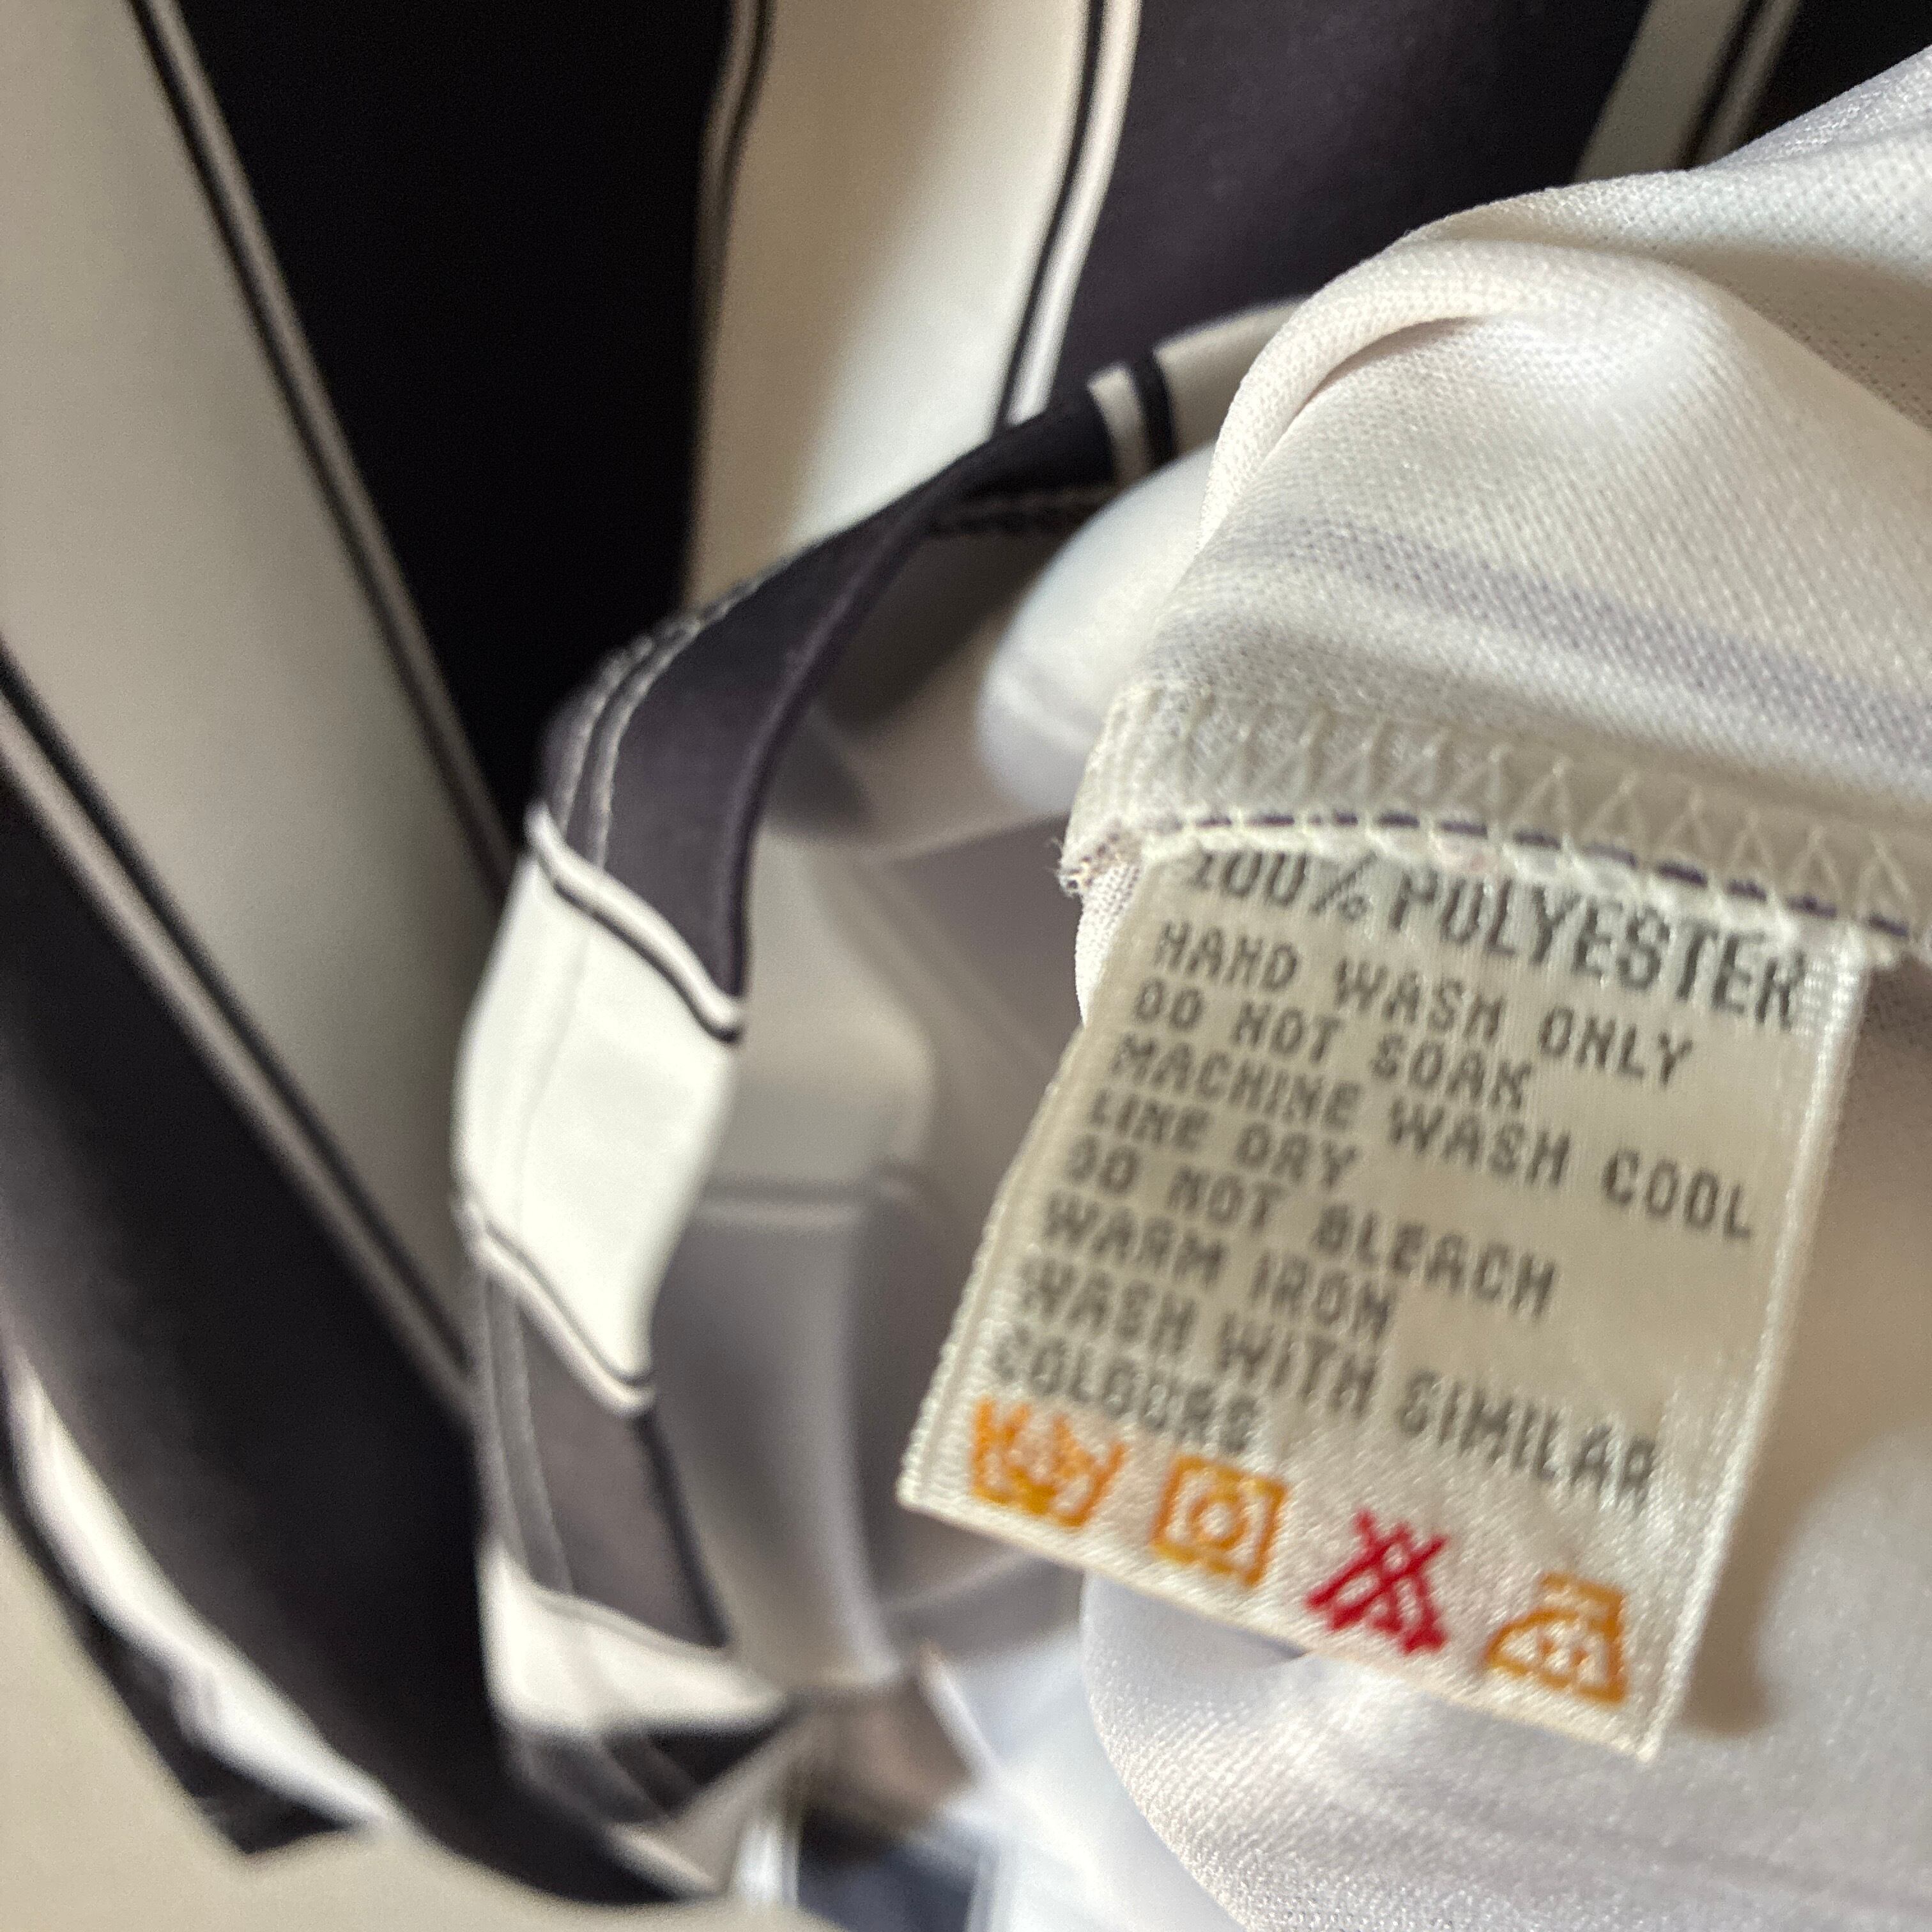 100% POLYESTER
HAND WASH ONLY
DO NOT SOAK
MACHINE WASH COOL
LINE DRY
DO NOT BLEACH
WARM IRON
WASH WITH SIMILAR
COLOURS